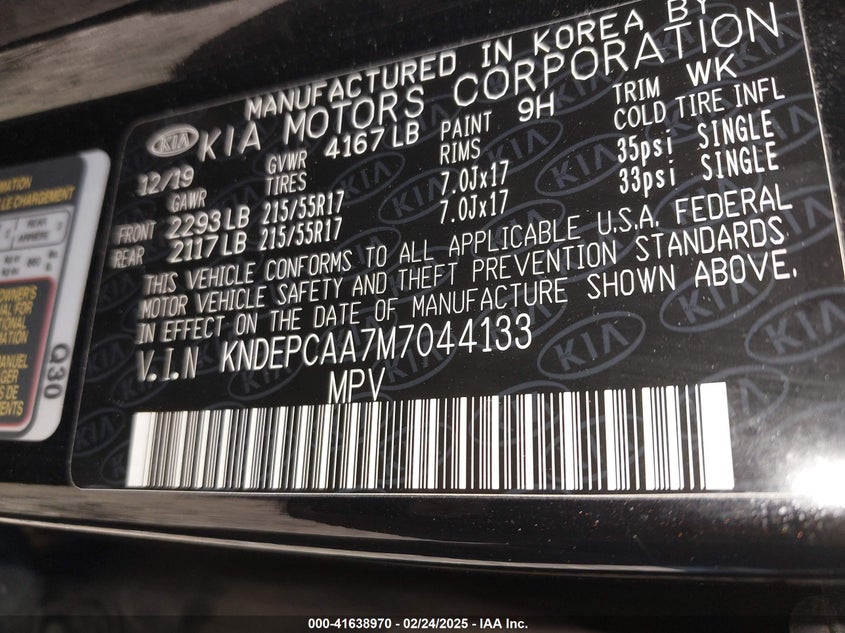 MANUFACTURED IN KOREA BY
KIA KIA MOTORS CORPORATION
12/19 GVWR 4167 LB PAINT 9H TRIM WK
GAWR TIRES RIMS COLD TIRE INFL
FRONT 2293 LB 215/55R17 7.0Jx17 35psi SINGLE
REAR 2117 LB 215/55R17 7.0Jx17 33psi SINGLE
THIS VEHICLE CONFORMS TO ALL APPLICABLE U.S.A. FEDERAL
MOTOR VEHICLE SAFETY AND THEFT PREVENTION STANDARDS
IN EFFECT ON THE DATE OF MANUFACTURE SHOWN ABOVE.
V.I.N KNDEPCAA7M7044133
MPV
Q30
000-41638970 - 02/24/2025 - IAA Inc.